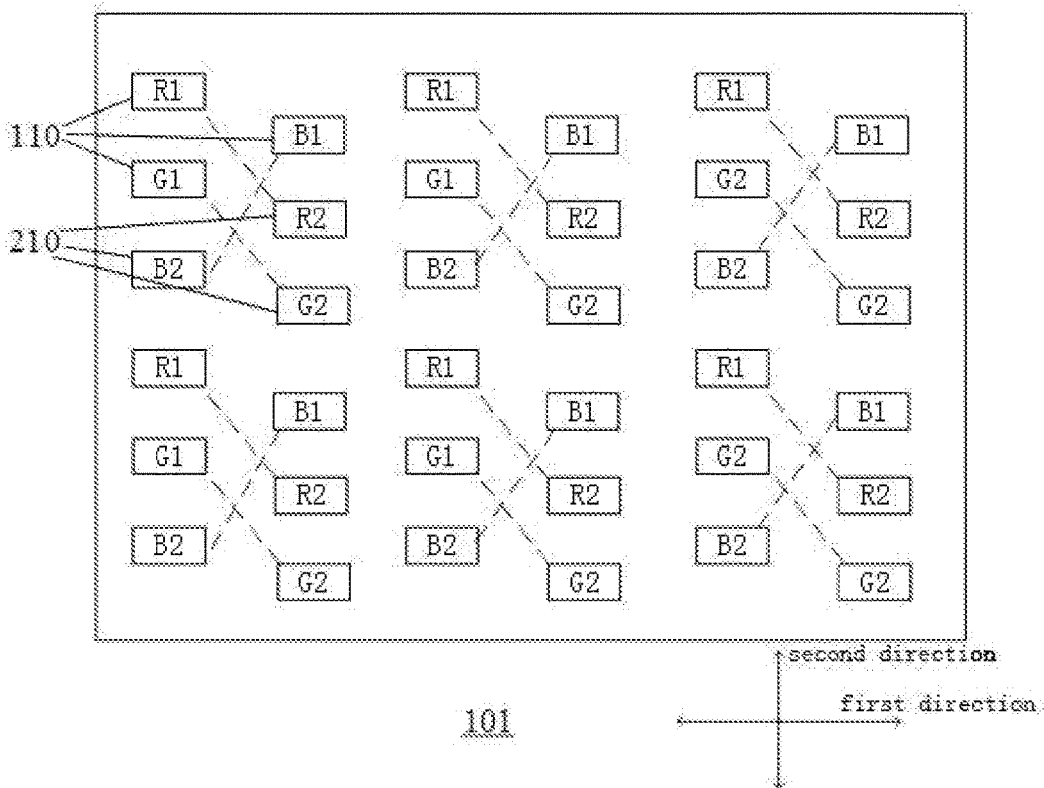 R1 R1 R1
110 B1 B1 B1
G1 G1 G2
210 R2 R2 R2
B2 B2 B2
G2 G2 G2
R1 R1 R1
B1 B1 B1
G1 G1 G2
R2 R2 R2
B2 B2 B2
G2 G2 G2
second direction
first direction
101